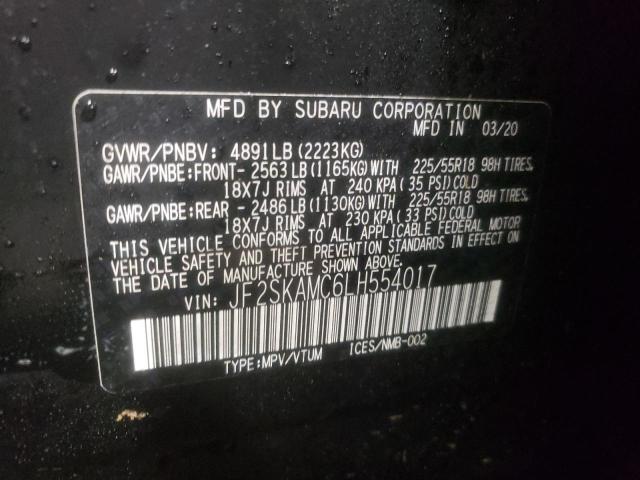 MFD BY SUBARU CORPORATION
MFD IN 03/20
GVWR/PNBV: 4891LB(2223KG)
GAWR/PNBE:FRONT- 2563LB(1165KG)WITH 225/55R18 98H TIRES,
18X7J RIMS AT 240 KPA(35 PSI)COLD
GAWR/PNBE:REAR - 2486LB(1130KG)WITH 225/55R18 98H TIRES,
18X7J RIMS AT 230 KPA(33 PSI)COLD
THIS VEHICLE CONFORMS TO ALL APPLICABLE FEDERAL MOTOR
VEHICLE SAFETY AND THEFT PREVENTION STANDARDS IN EFFECT ON
THE DATE OF MANUFACTURE SHOWN ABOVE.
VIN: JF2SKAMC6LH554017
TYPE:MPV/VTUM ICES/NMB-002